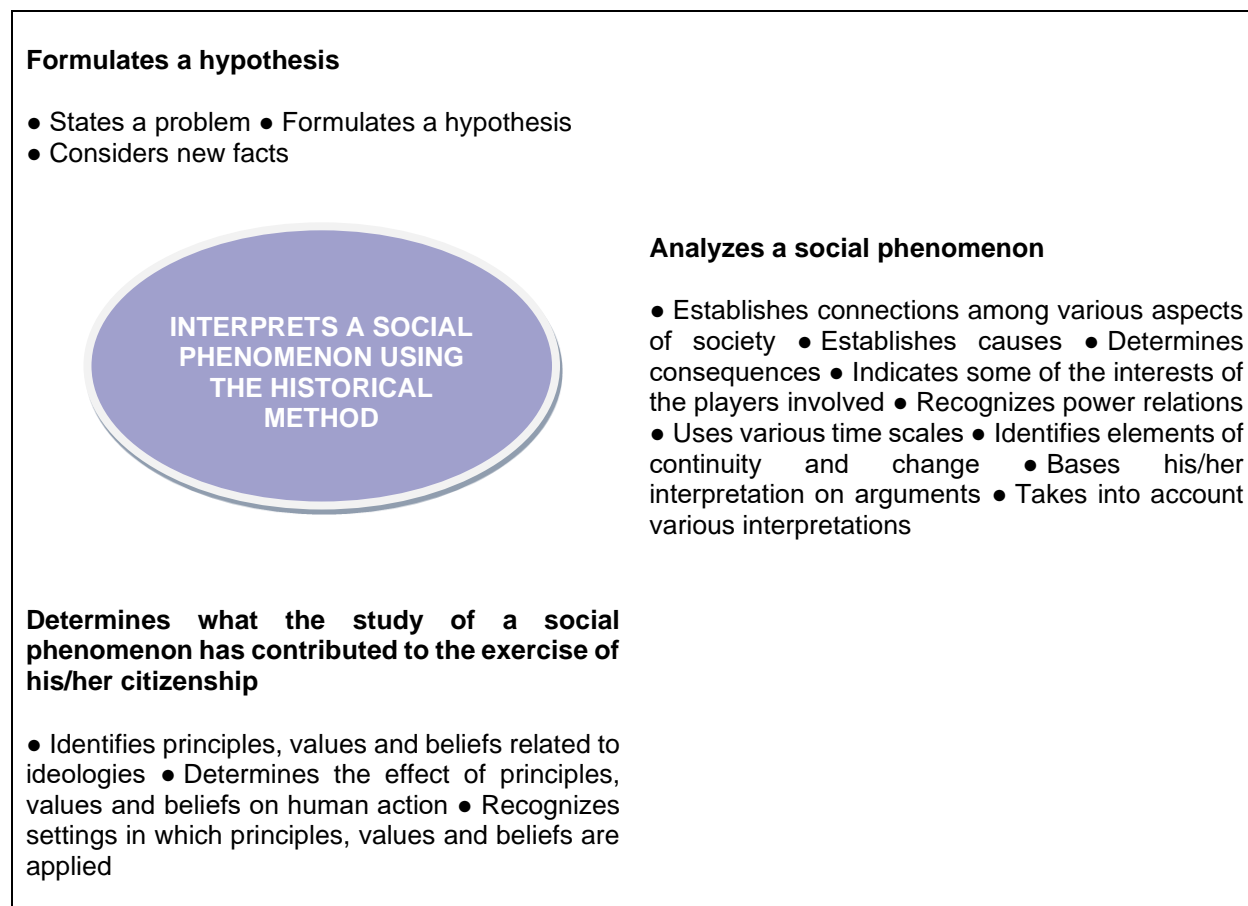 Formulates a hypothesis
● States a problem ● Formulates a hypothesis
● Considers new facts
INTERPRETS A SOCIAL
PHENOMENON USING
THE HISTORICAL
METHOD
Analyzes a social phenomenon
● Establishes connections among various aspects
of society ● Establishes causes ● Determines
consequences ● Indicates some of the interests of
the players involved ● Recognizes power relations
● Uses various time scales ● Identifies elements of
continuity and change ● Bases his/her
interpretation on arguments ● Takes into account
various interpretations
Determines what the study of a social
phenomenon has contributed to the exercise of
his/her citizenship
● Identifies principles, values and beliefs related to
ideologies ● Determines the effect of principles,
values and beliefs on human action ● Recognizes
settings in which principles, values and beliefs are
applied